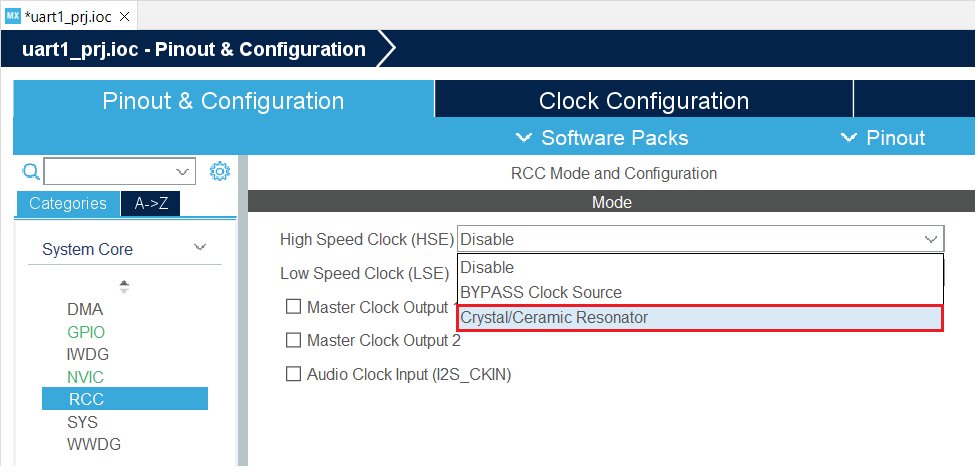 MX *uart1_prj.ioc ×
uart1_prj.ioc - Pinout & Configuration
Pinout & Configuration
Clock Configuration
Software Packs
Pinout
Categories
A->Z
System Core
DMA
GPIO
IWDG
NVIC
RCC
SYS
WWDG
RCC Mode and Configuration
Mode
High Speed Clock (HSE) Disable
Disable
BYPASS Clock Source
Crystal/Ceramic Resonator
Low Speed Clock (LSE)
Master Clock Output
Master Clock Output 2
Audio Clock Input (I2S_CKIN)